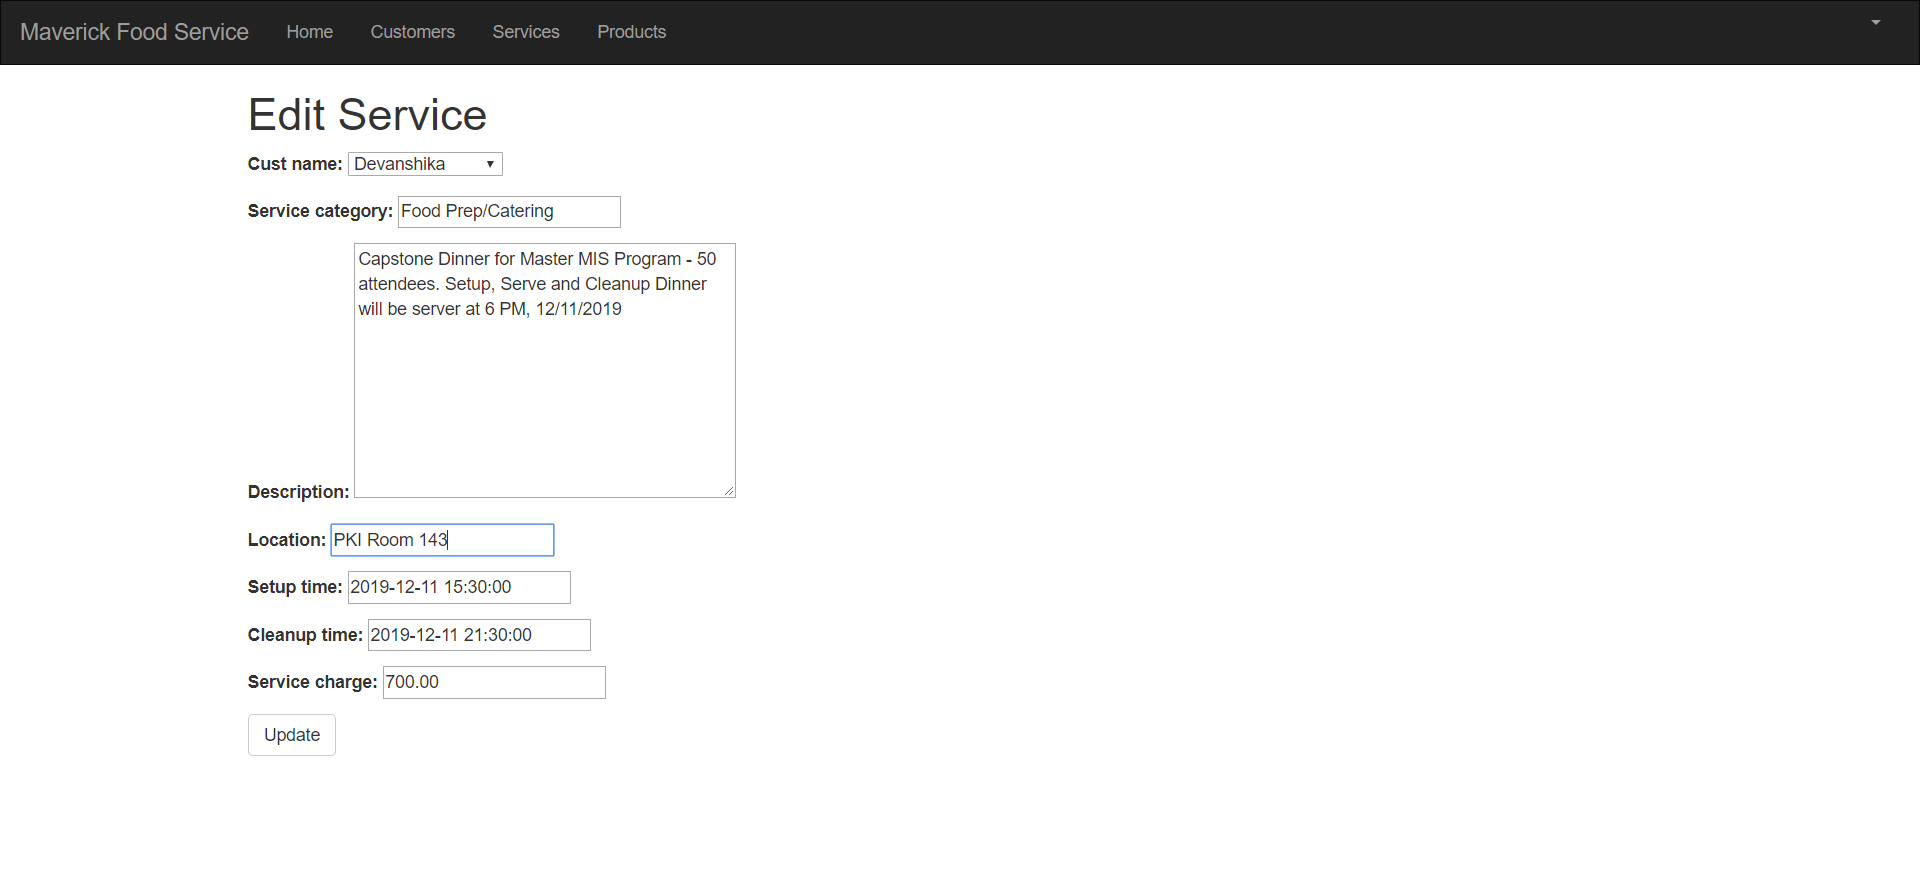 Maverick Food Service Home Customers Services Products
Edit Service
Cust name: Devanshika
Service category: Food Prep/Catering
Capstone Dinner for Master MIS Program - 50
attendees. Setup, Serve and Cleanup Dinner
will be server at 6 PM, 12/11/2019
Description:
Location: PKI Room 143
Setup time: 2019-12-11 15:30:00
Cleanup time: 2019-12-11 21:30:00
Service charge: 700.00
Update